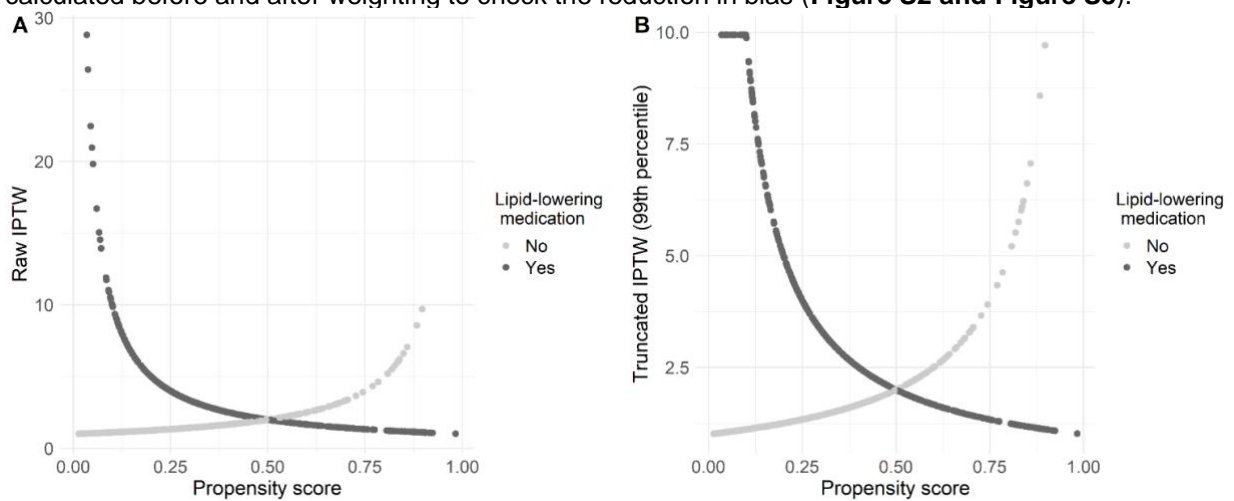 calculated before and after weighting to check the reduction in bias (Figure S2 and Figure S3).
A
30
20
10
0
Raw IPTW
0.00 0.25 0.50 0.75 1.00
Propensity score
Lipid-lowering
medication
No
Yes
B
10.0
7.5
5.0
2.5
Truncated IPTW (99th percentile)
0.00 0.25 0.50 0.75 1.00
Propensity score
Lipid-lowering
medication
No
Yes